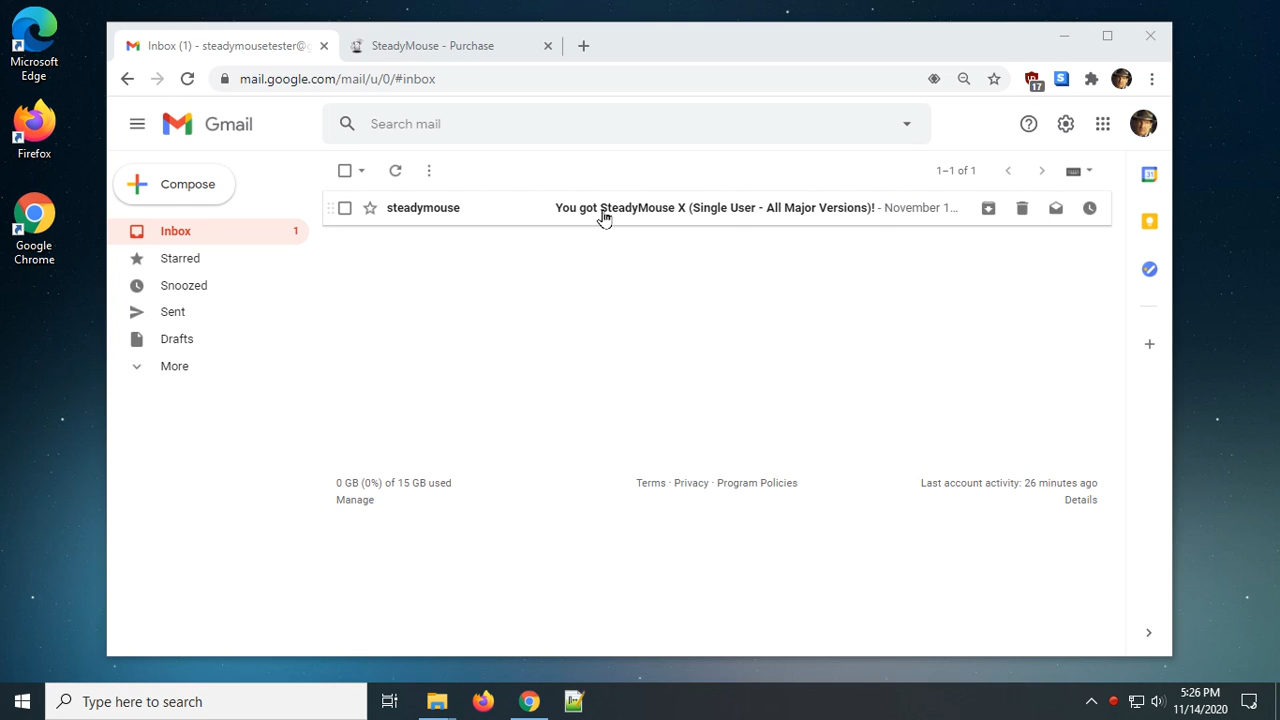 Microsoft Edge
Firefox
Google Chrome
Inbox (1) - steadymousetester@g
SteadyMouse - Purchase
mail.google.com/mail/u/0/#inbox
17
Gmail
Search mail
Compose
1–1 of 1
steadymouse You got SteadyMouse X (Single User - All Major Versions)! - November 1...
Inbox 1
Starred
Snoozed
Sent
Drafts
More
0 GB (0%) of 15 GB used
Manage
Terms · Privacy · Program Policies
Last account activity: 26 minutes ago
Details
Type here to search
5:26 PM
11/14/2020